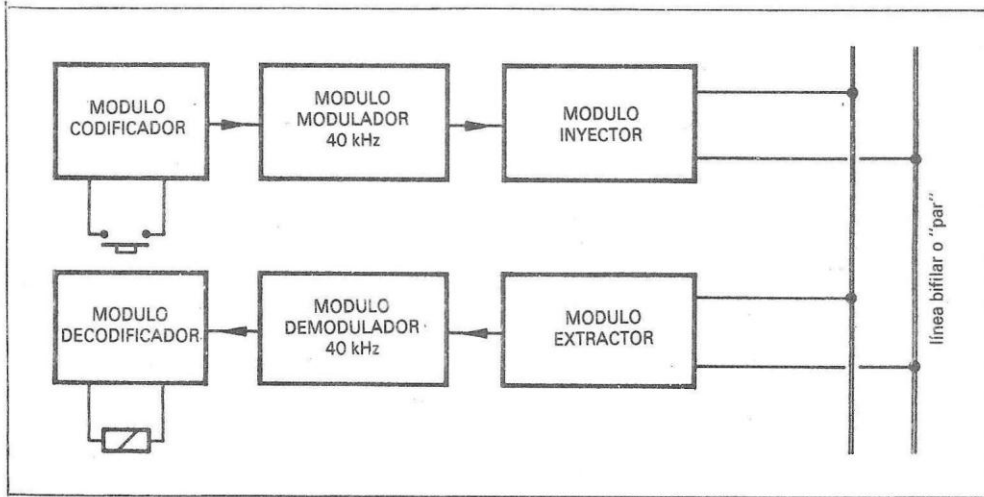 MODULO
CODIFICADOR
MODULO
MODULADOR
40 kHz
MODULO
INYECTOR
MODULO
DECODIFICADOR
MODULO
DEMODULADOR
40 kHz
MODULO
EXTRACTOR
línea bifilar o "par"